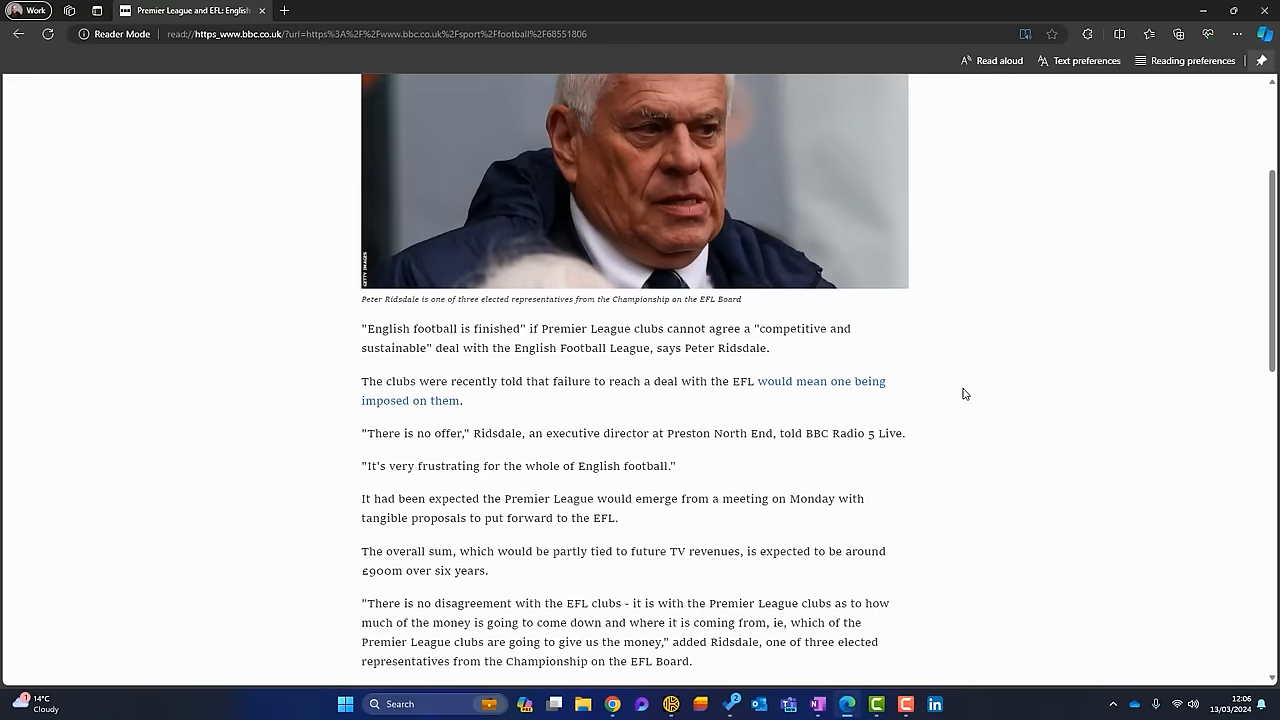 Work
Premier League and EFL: English
Reader Mode
read://https_www.bbc.co.uk/?url=https%3A%2F%2Fwww.bbc.co.uk%2Fsport%2Ffootball%2F68551806
Read aloud
Text preferences
Reading preferences
GETTY IMAGES
Peter Ridsdale is one of three elected representatives from the Championship on the EFL Board
"English football is finished" if Premier League clubs cannot agree a "competitive and
sustainable" deal with the English Football League, says Peter Ridsdale.
The clubs were recently told that failure to reach a deal with the EFL would mean one being
imposed on them.
"There is no offer," Ridsdale, an executive director at Preston North End, told BBC Radio 5 Live.
"It's very frustrating for the whole of English football."
It had been expected the Premier League would emerge from a meeting on Monday with
tangible proposals to put forward to the EFL.
The overall sum, which would be partly tied to future TV revenues, is expected to be around
£900m over six years.
"There is no disagreement with the EFL clubs - it is with the Premier League clubs as to how
much of the money is going to come down and where it is coming from, ie, which of the
Premier League clubs are going to give us the money," added Ridsdale, one of three elected
representatives from the Championship on the EFL Board.
1
14°C
Cloudy
Search
2
12:06
13/03/2024